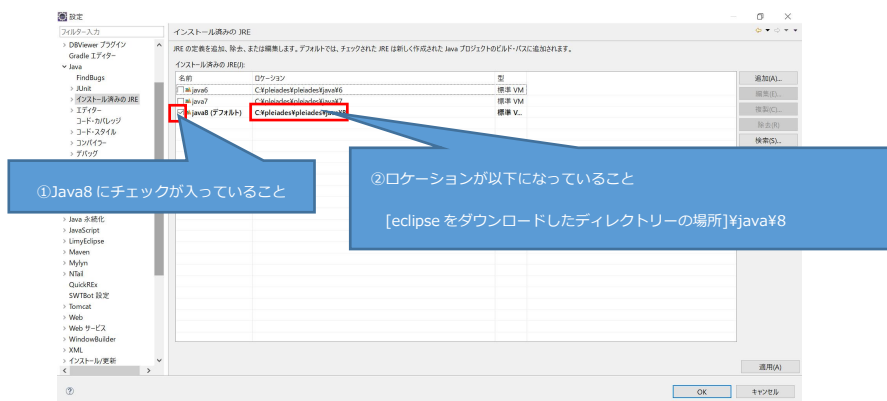 設定
フィルター入力
> DBViewer プラグイン
Gradle エディター
Java
FindBugs
> JUnit
> インストール済みの JRE
> エディター
コード・カバレッジ
> コード・スタイル
> コンパイラー
> デバッグ
> Java 永続化
> JavaScript
> LimyEclipse
> Maven
> Mylyn
> NTail
QuickREx
SWTBot 設定
> Tomcat
> Web
> Web サービス
> WindowBuilder
> XML
> インストール/更新
インストール済みの JRE
JRE の定義を追加、除去、または編集します。デフォルトでは、チェックされた JRE は新しく作成された Java プロジェクトのビルド・パスに追加されます。
インストール済みの JRE(J):
名前 ロケーション 型
java6 C:¥pleiades¥pleiades¥java¥6 標準 VM
java7 C:¥pleiades¥pleiades¥java¥7 標準 VM
java8 (デフォルト) C:¥pleiades¥pleiades¥java¥8 標準 V...
追加(A)...
編集(E)...
複製(C)...
除去(R)
検索(S)...
①Java8 にチェックが入っていること
②ロケーションが以下になっていること
[eclipse をダウンロードしたディレクトリーの場所]¥java¥8
適用(A)
OK
キャンセル